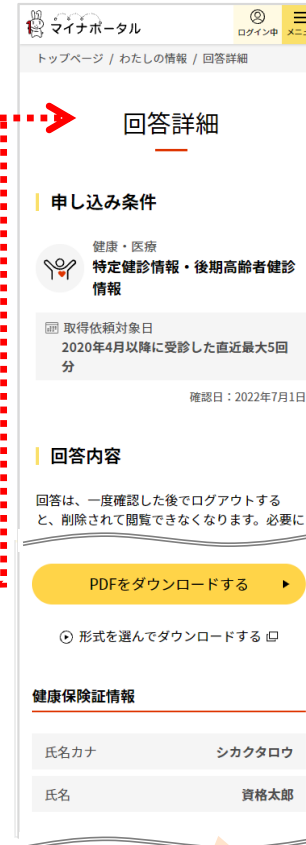 マイナポータル
ログイン中
トップページ / わたしの情報 / 回答詳細
回答詳細
申し込み条件
健康・医療
特定健診情報・後期高齢者健診
情報
取得依頼対象日
2020年4月以降に受診した直近最大5回
分
確認日：2022年7月1日
回答内容
回答は、一度確認した後でログアウトする
と、削除されて閲覧できなくなります。必要に
PDFをダウンロードする
形式を選んでダウンロードする
健康保険証情報
氏名カナ シカクタロウ
氏名 資格太郎